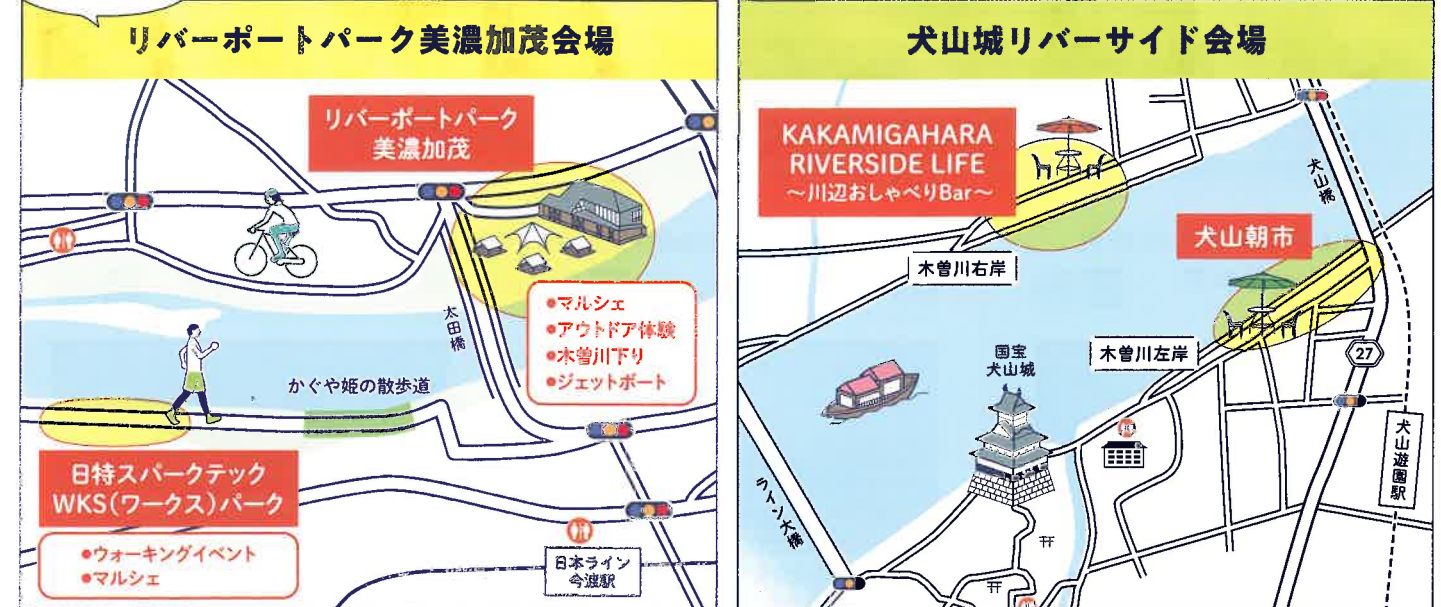 リバーポートパーク美濃加茂会場
リバーポートパーク
美濃加茂
太田橋
●マルシェ
●アウトドア体験
●木曽川下り
●ジェットボート
かぐや姫の散歩道
日特スパークテック
WKS(ワークス)パーク
●ウォーキングイベント
●マルシェ
日本ライン
今渡駅
犬山城リバーサイド会場
KAKAMIGAHARA
RIVERSIDE LIFE
～川辺おしゃべりBar～
犬山橋
犬山朝市
木曽川右岸
木曽川左岸
27
国宝
犬山城
犬山遊園駅
ライン大橋